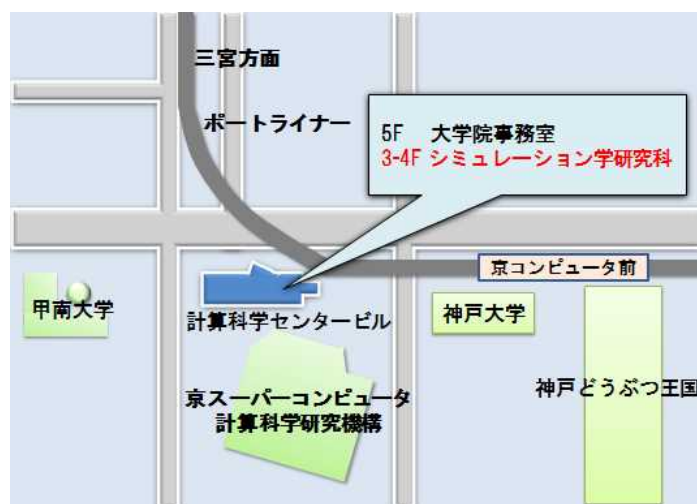 三宮方面
ポートライナー
5F 大学院事務室
3-4F シミュレーション学研究科
京コンピュータ前
甲南大学
計算科学センタービル
神戸大学
京スーパーコンピュータ
計算科学研究機構
神戸どうぶつ王国